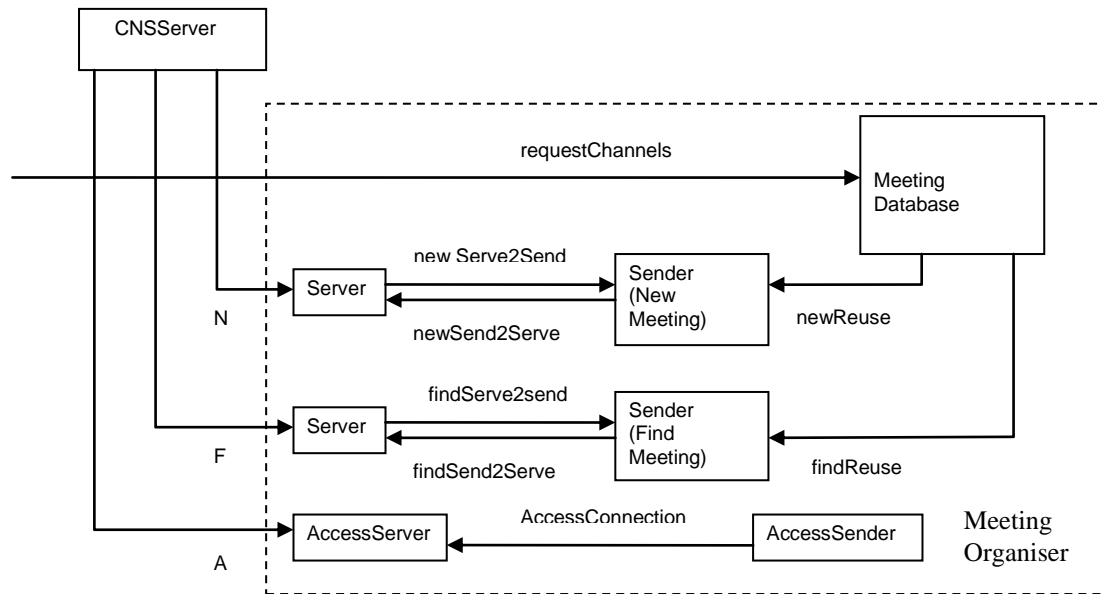 CNSServer
requestChannels
Meeting
Database
new Serve2Send
Server
Sender
(New
Meeting)
N
newSend2Serve
newReuse
findServe2send
Server
Sender
(Find
Meeting)
F
findSend2Serve
findReuse
AccessConnection
AccessServer
AccessSender
Meeting
Organiser
A